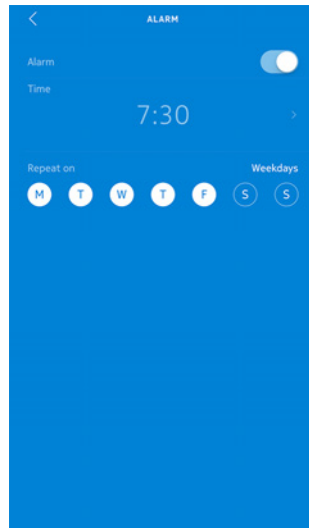 ALARM
Alarm
Time
7:30
Repeat on Weekdays
M T W T F S S